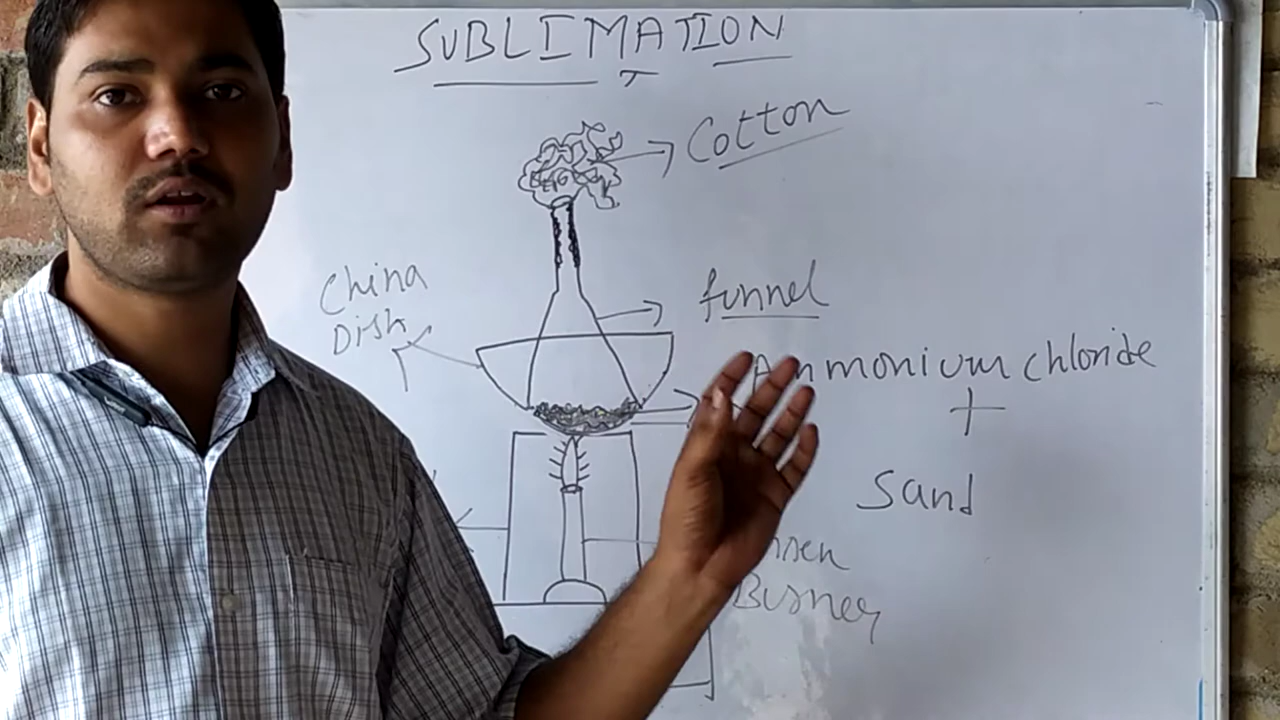 SUBLIMATION
Cotton
China
Dish
funnel
Ammonium chloride
+
Sand
Burner